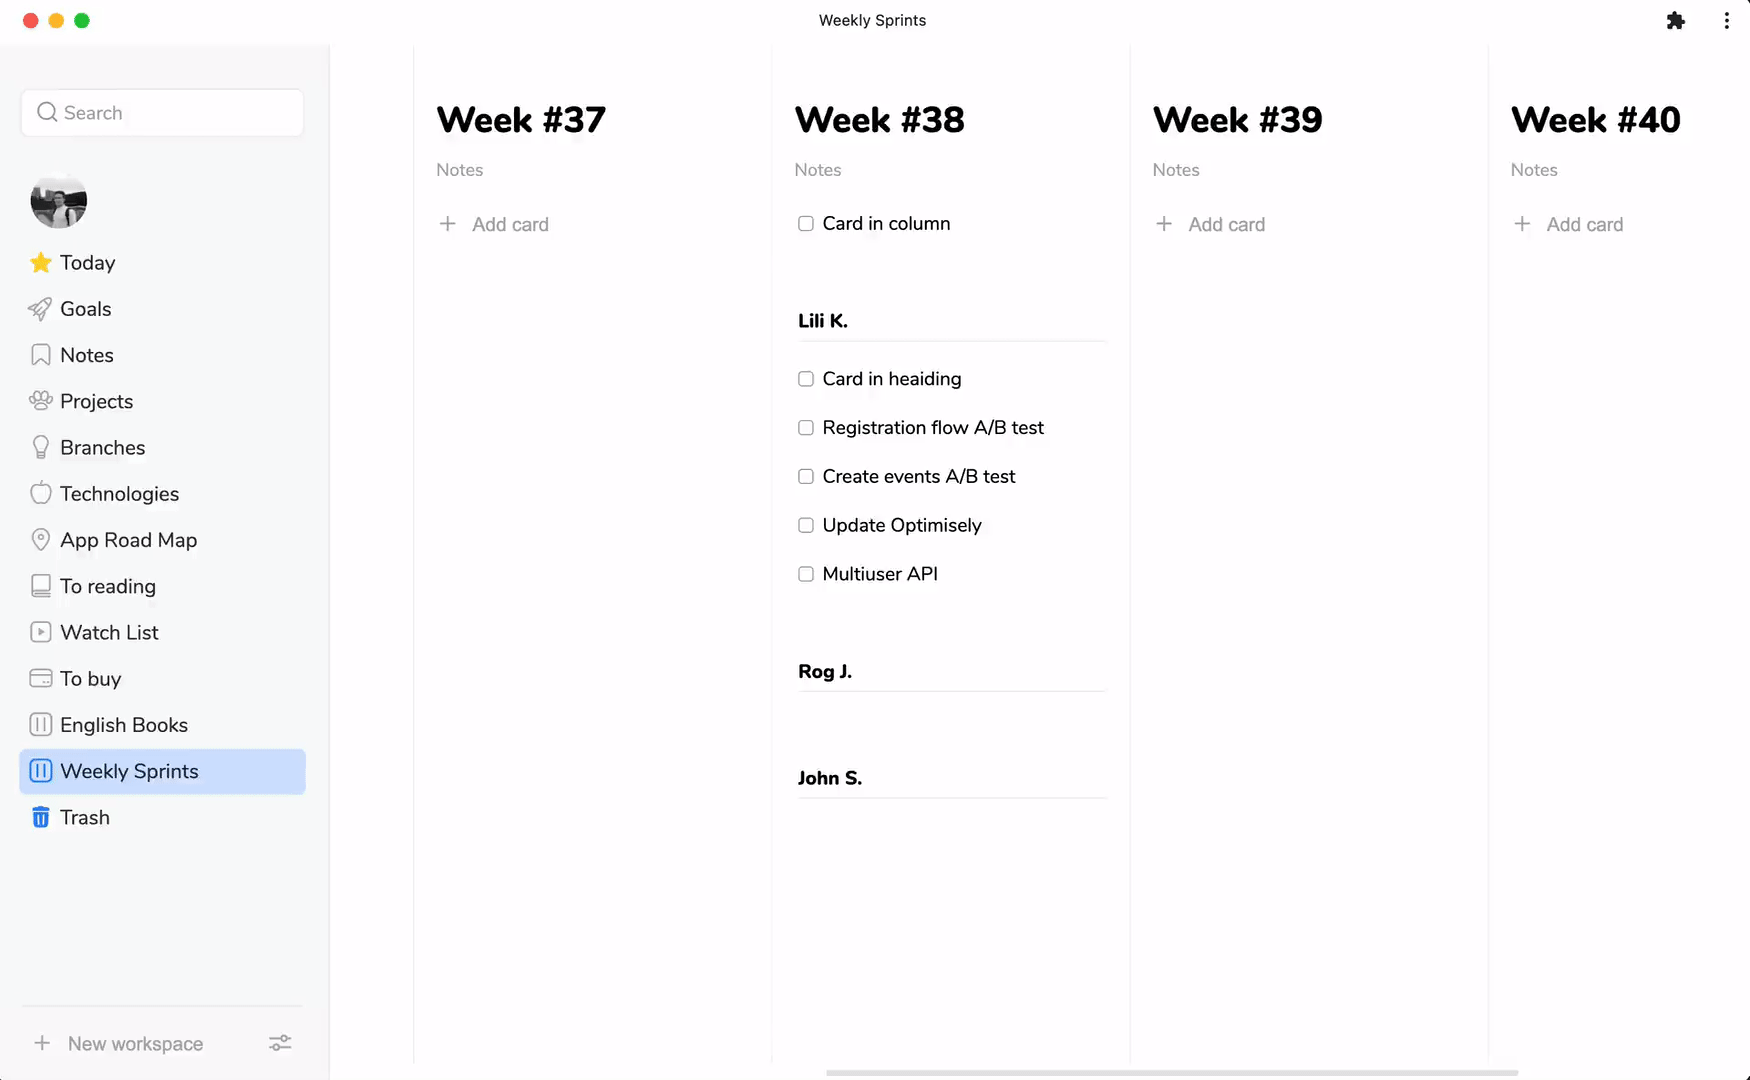 Weekly Sprints
Search
Today
Goals
Notes
Projects
Branches
Technologies
App Road Map
To reading
Watch List
To buy
English Books
Weekly Sprints
Trash
New workspace
Week #37
Notes
Add card
Week #38
Notes
Card in column
Lili K.
Card in heaiding
Registration flow A/B test
Create events A/B test
Update Optimisely
Multiuser API
Rog J.
John S.
Week #39
Notes
Add card
Week #40
Notes
Add card